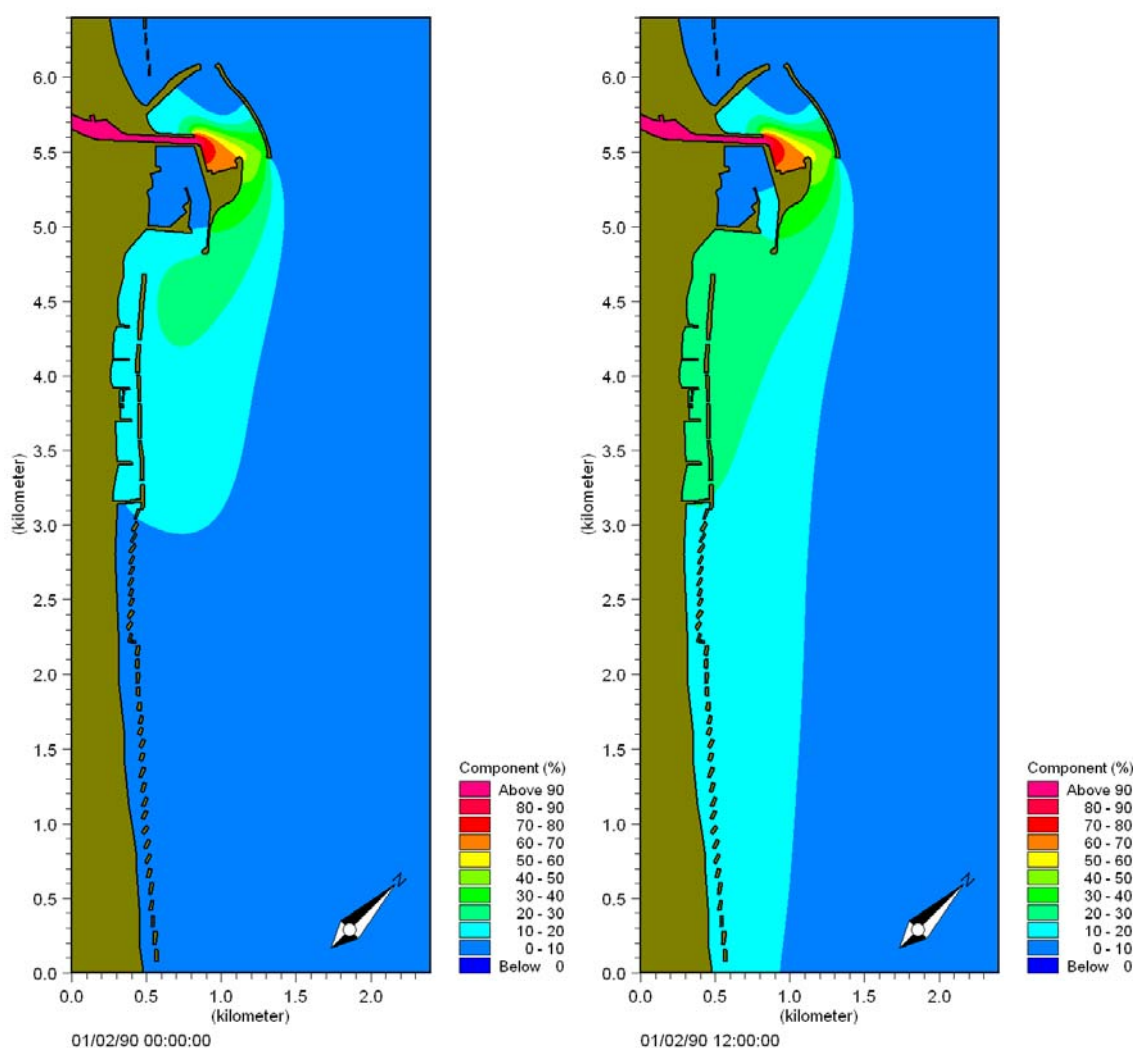 6.0
5.5
5.0
4.5
4.0
3.5
3.0
2.5
2.0
1.5
1.0
0.5
0.0
(kilometer)
0.0 0.5 1.0 1.5 2.0
(kilometer)
01/02/90 00:00:00
N
Component (%)
Above 90
80 - 90
70 - 80
60 - 70
50 - 60
40 - 50
30 - 40
20 - 30
10 - 20
0 - 10
Below 0
6.0
5.5
5.0
4.5
4.0
3.5
3.0
2.5
2.0
1.5
1.0
0.5
0.0
(kilometer)
0.0 0.5 1.0 1.5 2.0
(kilometer)
01/02/90 12:00:00
N
Component (%)
Above 90
80 - 90
70 - 80
60 - 70
50 - 60
40 - 50
30 - 40
20 - 30
10 - 20
0 - 10
Below 0